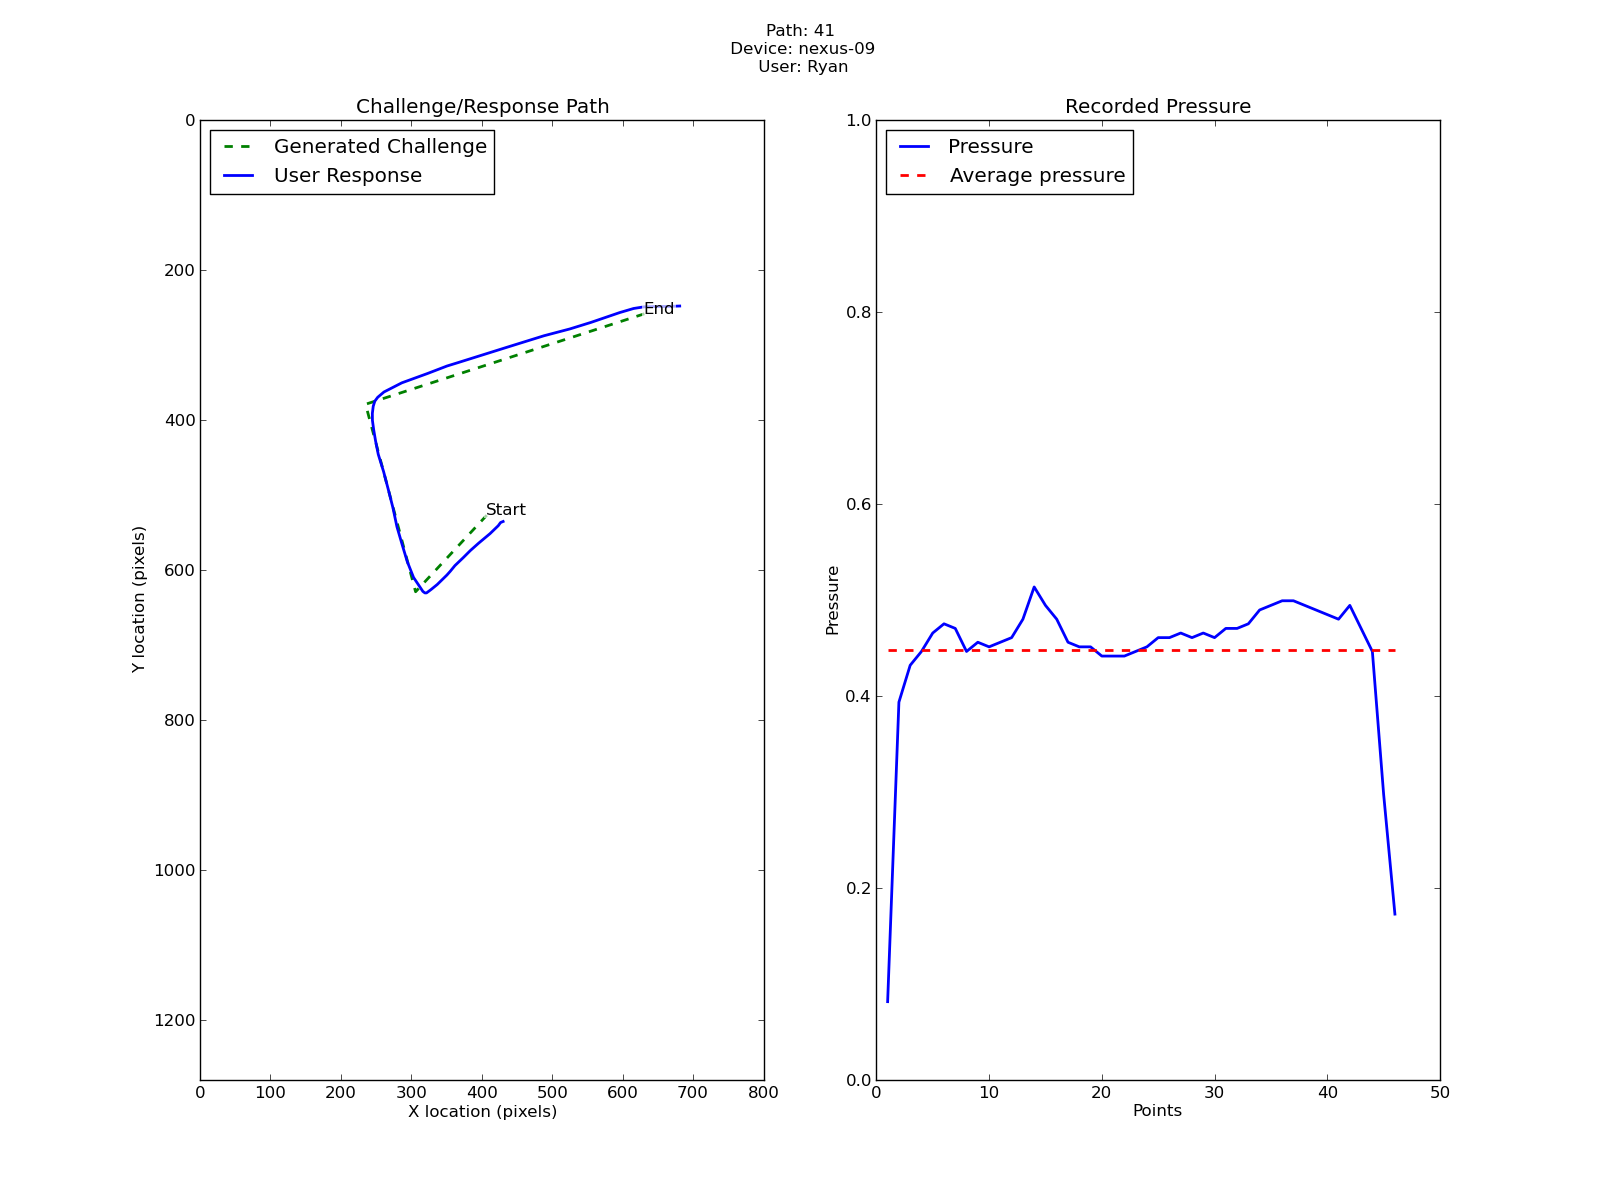 Path: 41
Device: nexus-09
User: Ryan
Challenge/Response Path
Generated Challenge
User Response
0
200
400
600
800
1000
1200
Y location (pixels)
End
Start
0 100 200 300 400 500 600 700 800
X location (pixels)
Recorded Pressure
Pressure
Average pressure
1.0
0.8
0.6
0.4
0.2
0.0
Pressure
0 10 20 30 40 50
Points